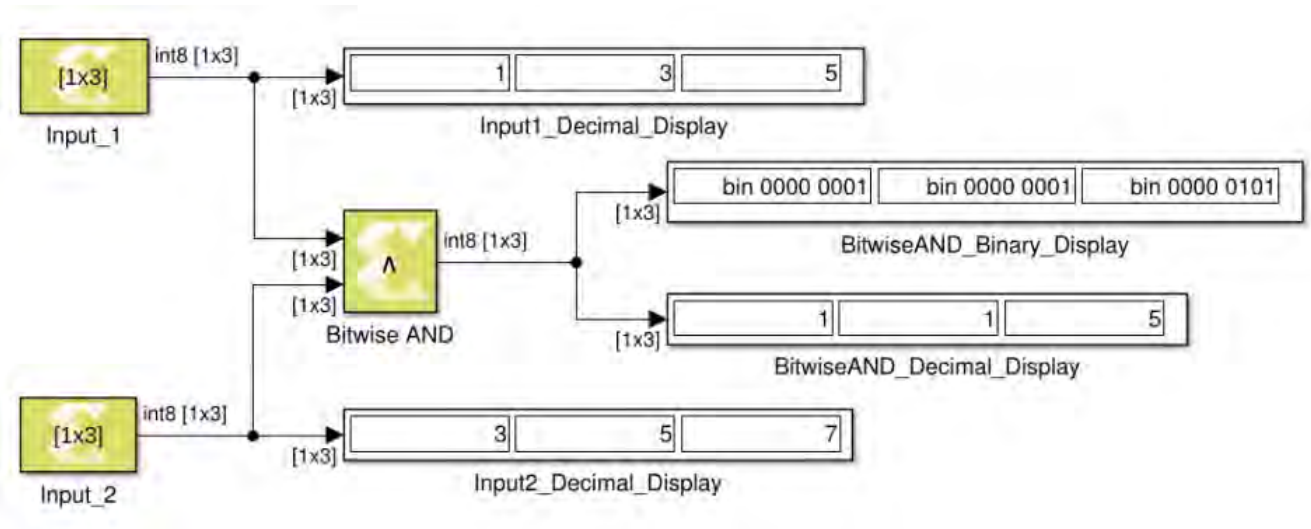 int8 [1x3]
[1x3]
1 3 5
[1x3]
Input_1
Input1_Decimal_Display
bin 0000 0001 bin 0000 0001 bin 0000 0101
[1x3]
BitwiseAND_Binary_Display
int8 [1x3]
[1x3]
∧
[1x3]
Bitwise AND
1 1 5
[1x3]
BitwiseAND_Decimal_Display
int8 [1x3]
[1x3]
3 5 7
[1x3]
Input_2
Input2_Decimal_Display